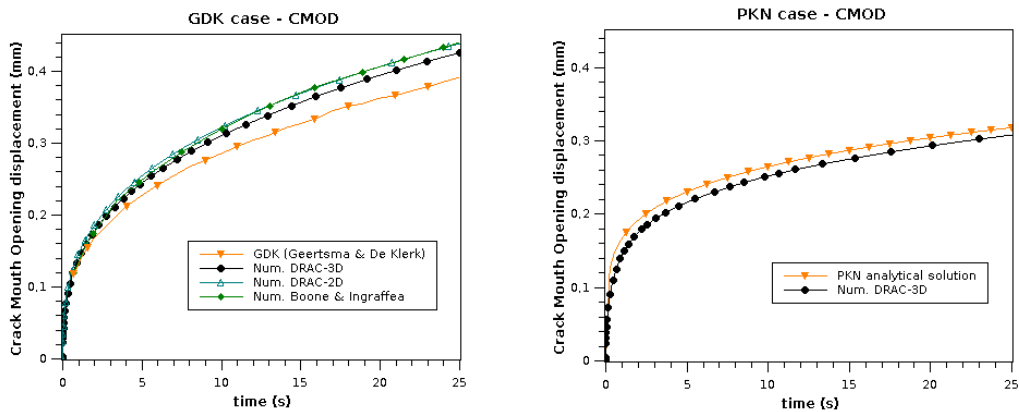 GDK case - CMOD
Crack Mouth Opening displacement (mm)
0,4
0,3
0,2
0,1
0
0
5
10
15
20
25
time (s)
GDK (Geertsma & De Klerk)
Num. DRAC-3D
Num. DRAC-2D
Num. Boone & Ingraffea
PKN case - CMOD
Crack Mouth Opening displacement (mm)
0,4
0,3
0,2
0,1
0
0
5
10
15
20
25
time (s)
PKN analytical solution
Num. DRAC-3D